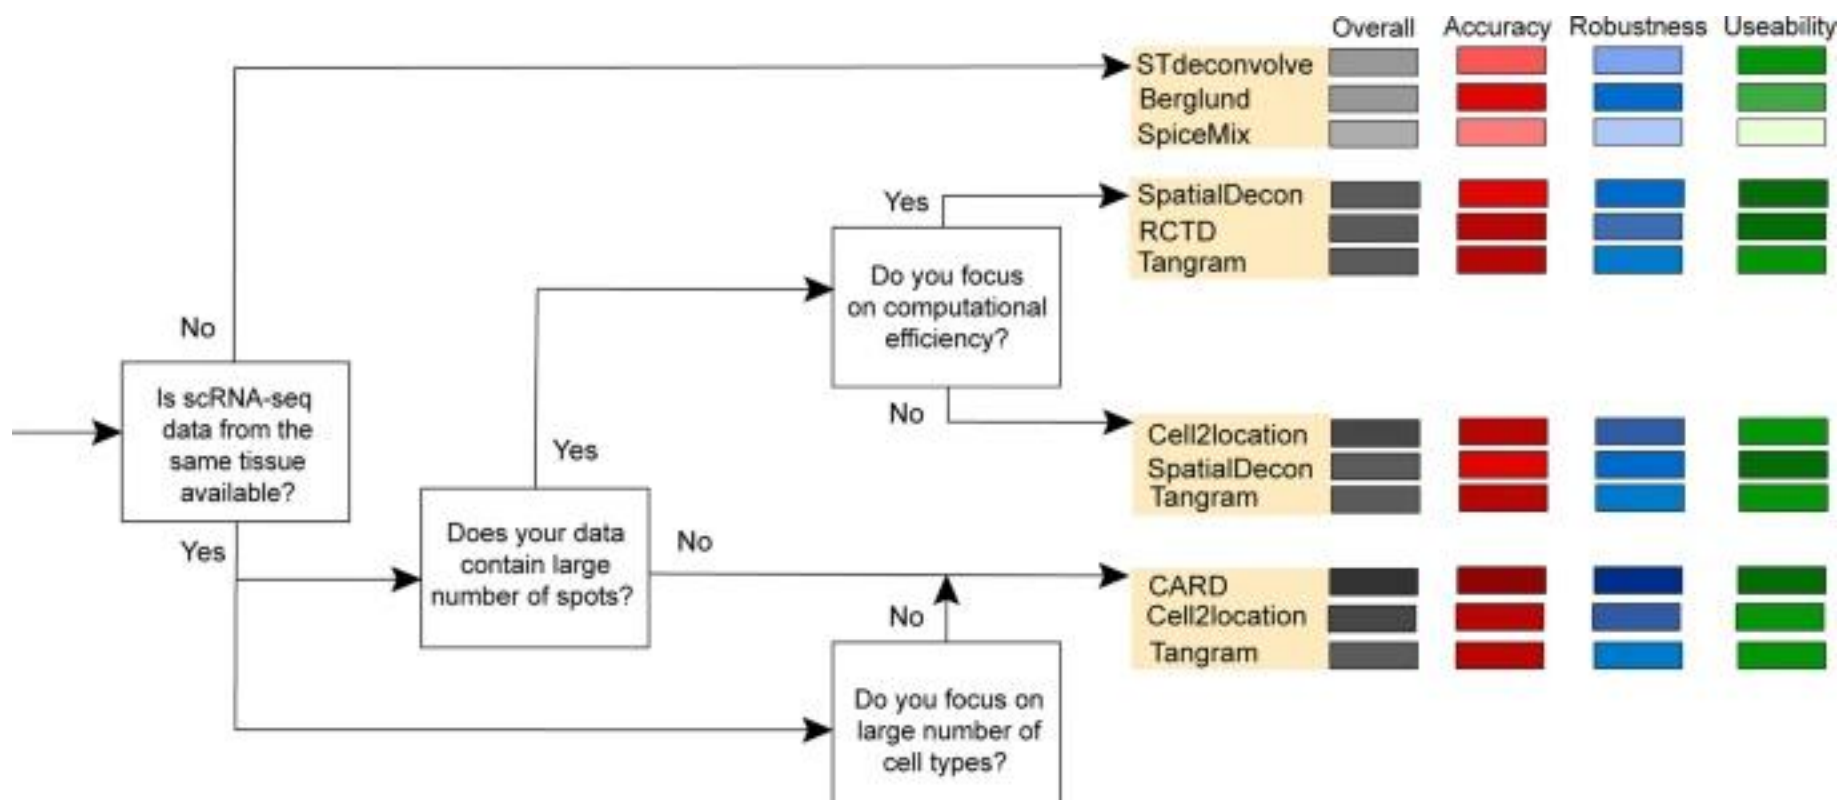 Overall Accuracy Robustness Useability
STdeconvolve
Berglund
SpiceMix
Yes
SpatialDecon
RCTD
Tangram
Do you focus
on computational
efficiency?
No
No
Cell2location
SpatialDecon
Tangram
Is scRNA-seq
data from the
same tissue
available?
Yes
Yes
Does your data
contain large
number of spots?
No
CARD
Cell2location
Tangram
No
Do you focus on
large number of
cell types?